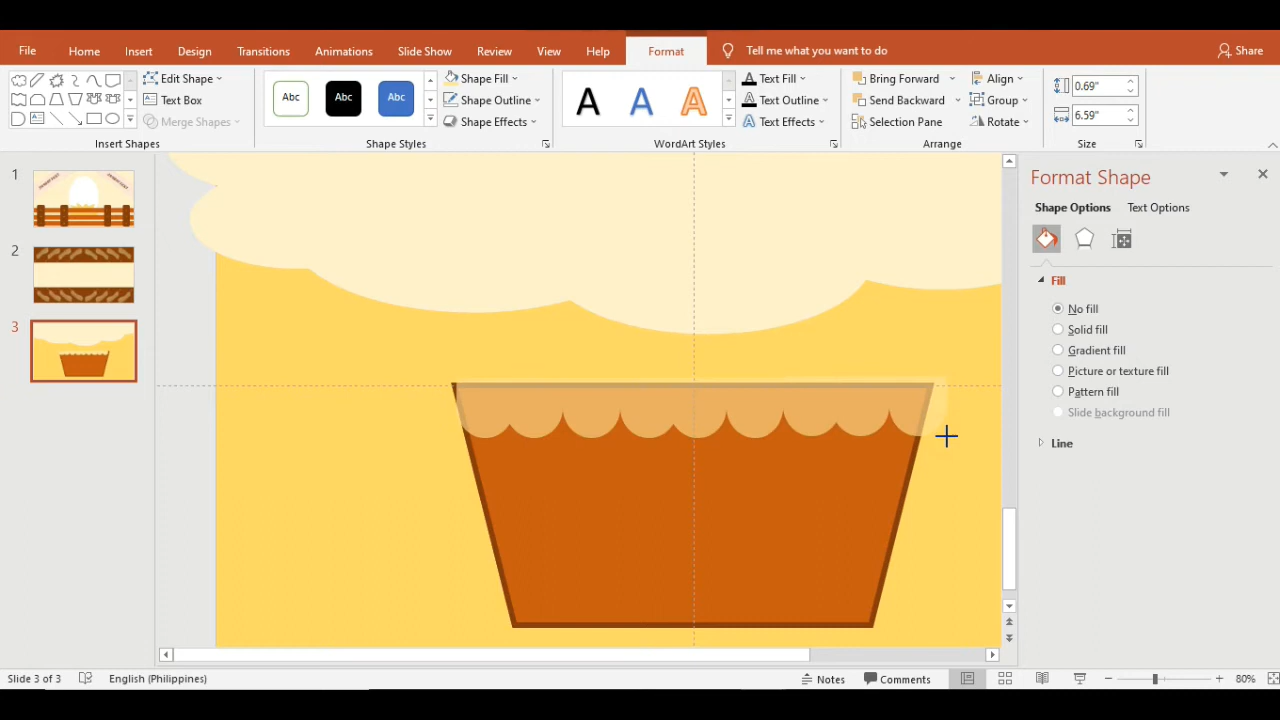 File Home Insert Design Transitions Animations Slide Show Review View Help Format Tell me what you want to do Share
Edit Shape
Text Box
Merge Shapes
Insert Shapes
Abc Abc Abc
Shape Fill
Shape Outline
Shape Effects
Shape Styles
A A A
Text Fill
Text Outline
Text Effects
WordArt Styles
Bring Forward
Send Backward
Selection Pane
Align
Group
Rotate
Arrange
0.69"
6.59"
Size
1
2
3
Format Shape
Shape Options Text Options
Fill
No fill
Solid fill
Gradient fill
Picture or texture fill
Pattern fill
Slide background fill
Line
Slide 3 of 3 English (Philippines) Notes Comments 80%